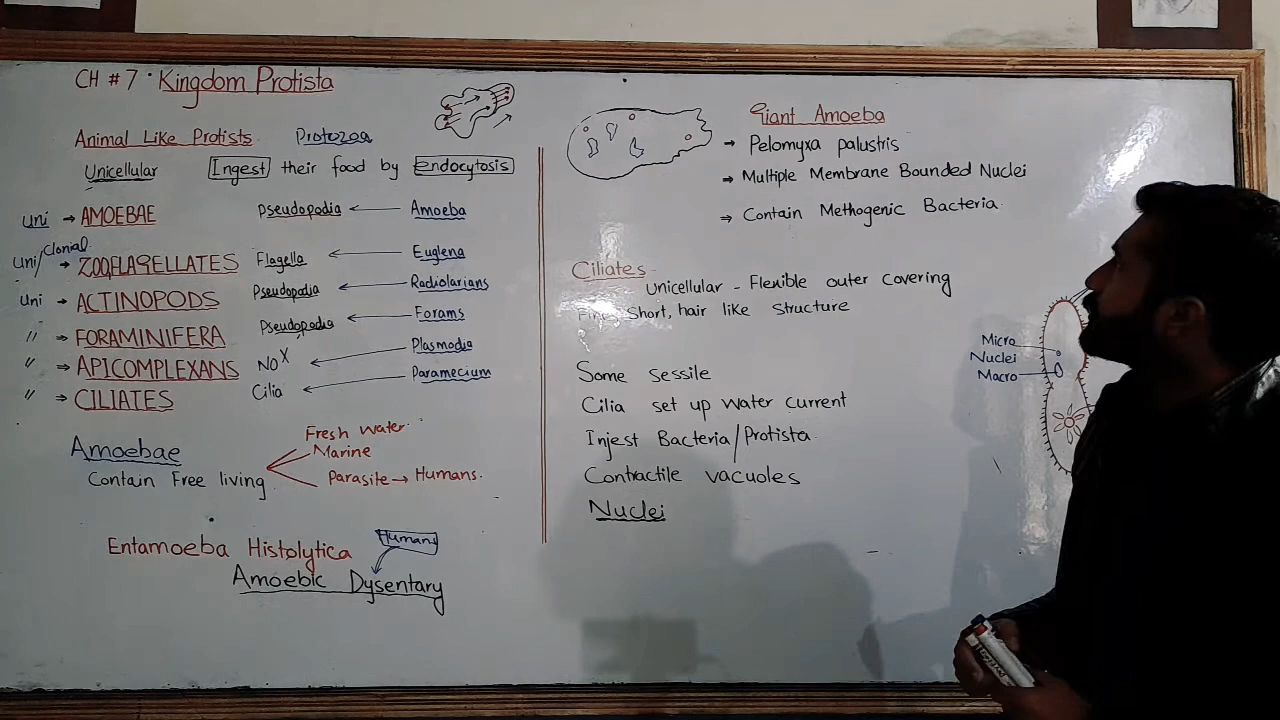 CH # 7 · Kingdom Protista
Animal Like Protists Protozoa
Unicellular Ingest their food by Endocytosis
Uni → AMOEBAE Pseudopodia ← Amoeba
Uni/Clonial → ZOOFLAGELLATES Flagella ← Euglena
Uni → ACTINOPODS Pseudopodia ← Radiolarians
" → FORAMINIFERA Pseudopodia ← Forams
" → APICOMPLEXANS NO X ← Plasmodia
" → CILIATES Cilia ← Paramecium
Amoebae
Contain Free living
Fresh Water
Marine
Parasite → Humans.
Entamoeba Histolytica
Humans
Amoebic Dysentary
Giant Amoeba
→ Pelomyxa palustris
→ Multiple Membrane Bounded Nuclei
→ Contain Methogenic Bacteria
Ciliates
Unicellular - Flexible outer covering
Short, hair like structure
Some sessile
Cilia set up water current
Injest Bacteria/Protista
Contractile vacuoles
Nuclei
Micro
Nuclei
Macro